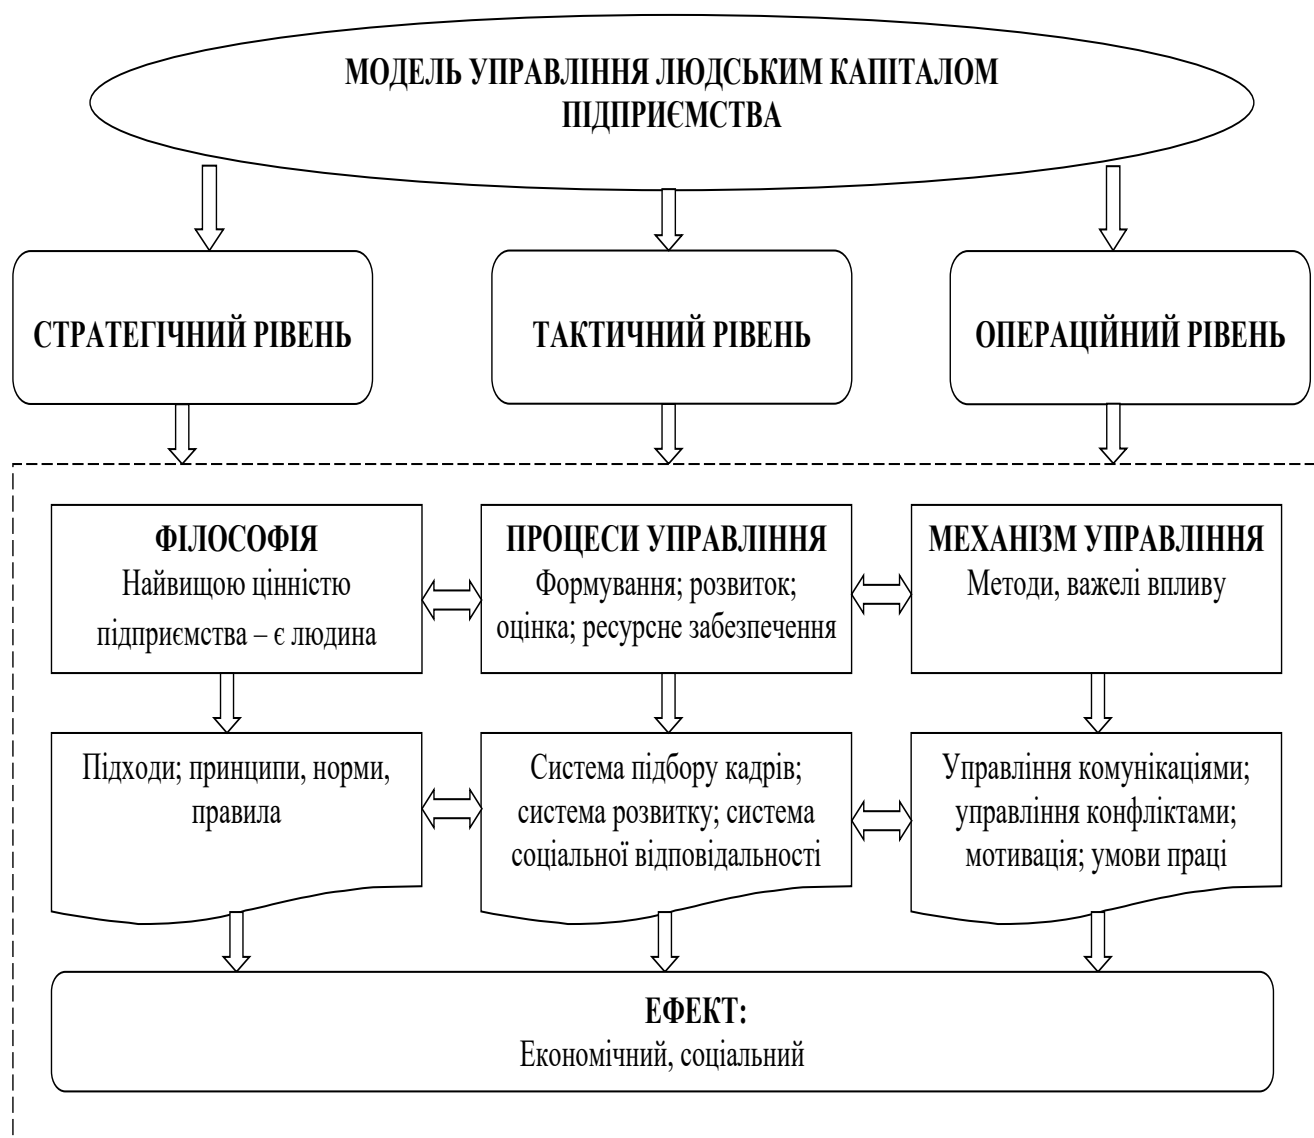 МОДЕЛЬ УПРАВЛІННЯ ЛЮДСЬКИМ КАПІТАЛОМ
ПІДПРИЄМСТВА
СТРАТЕГІЧНИЙ РІВЕНЬ
ТАКТИЧНИЙ РІВЕНЬ
ОПЕРАЦІЙНИЙ РІВЕНЬ
ФІЛОСОФІЯ
Найвищою цінністю
підприємства – є людина
ПРОЦЕСИ УПРАВЛІННЯ
Формування; розвиток;
оцінка; ресурсне забезпечення
МЕХАНІЗМ УПРАВЛІННЯ
Методи, важелі впливу
Підходи; принципи, норми,
правила
Система підбору кадрів;
система розвитку; система
соціальної відповідальності
Управління комунікаціями;
управління конфліктами;
мотивація; умови праці
ЕФЕКТ:
Економічний, соціальний